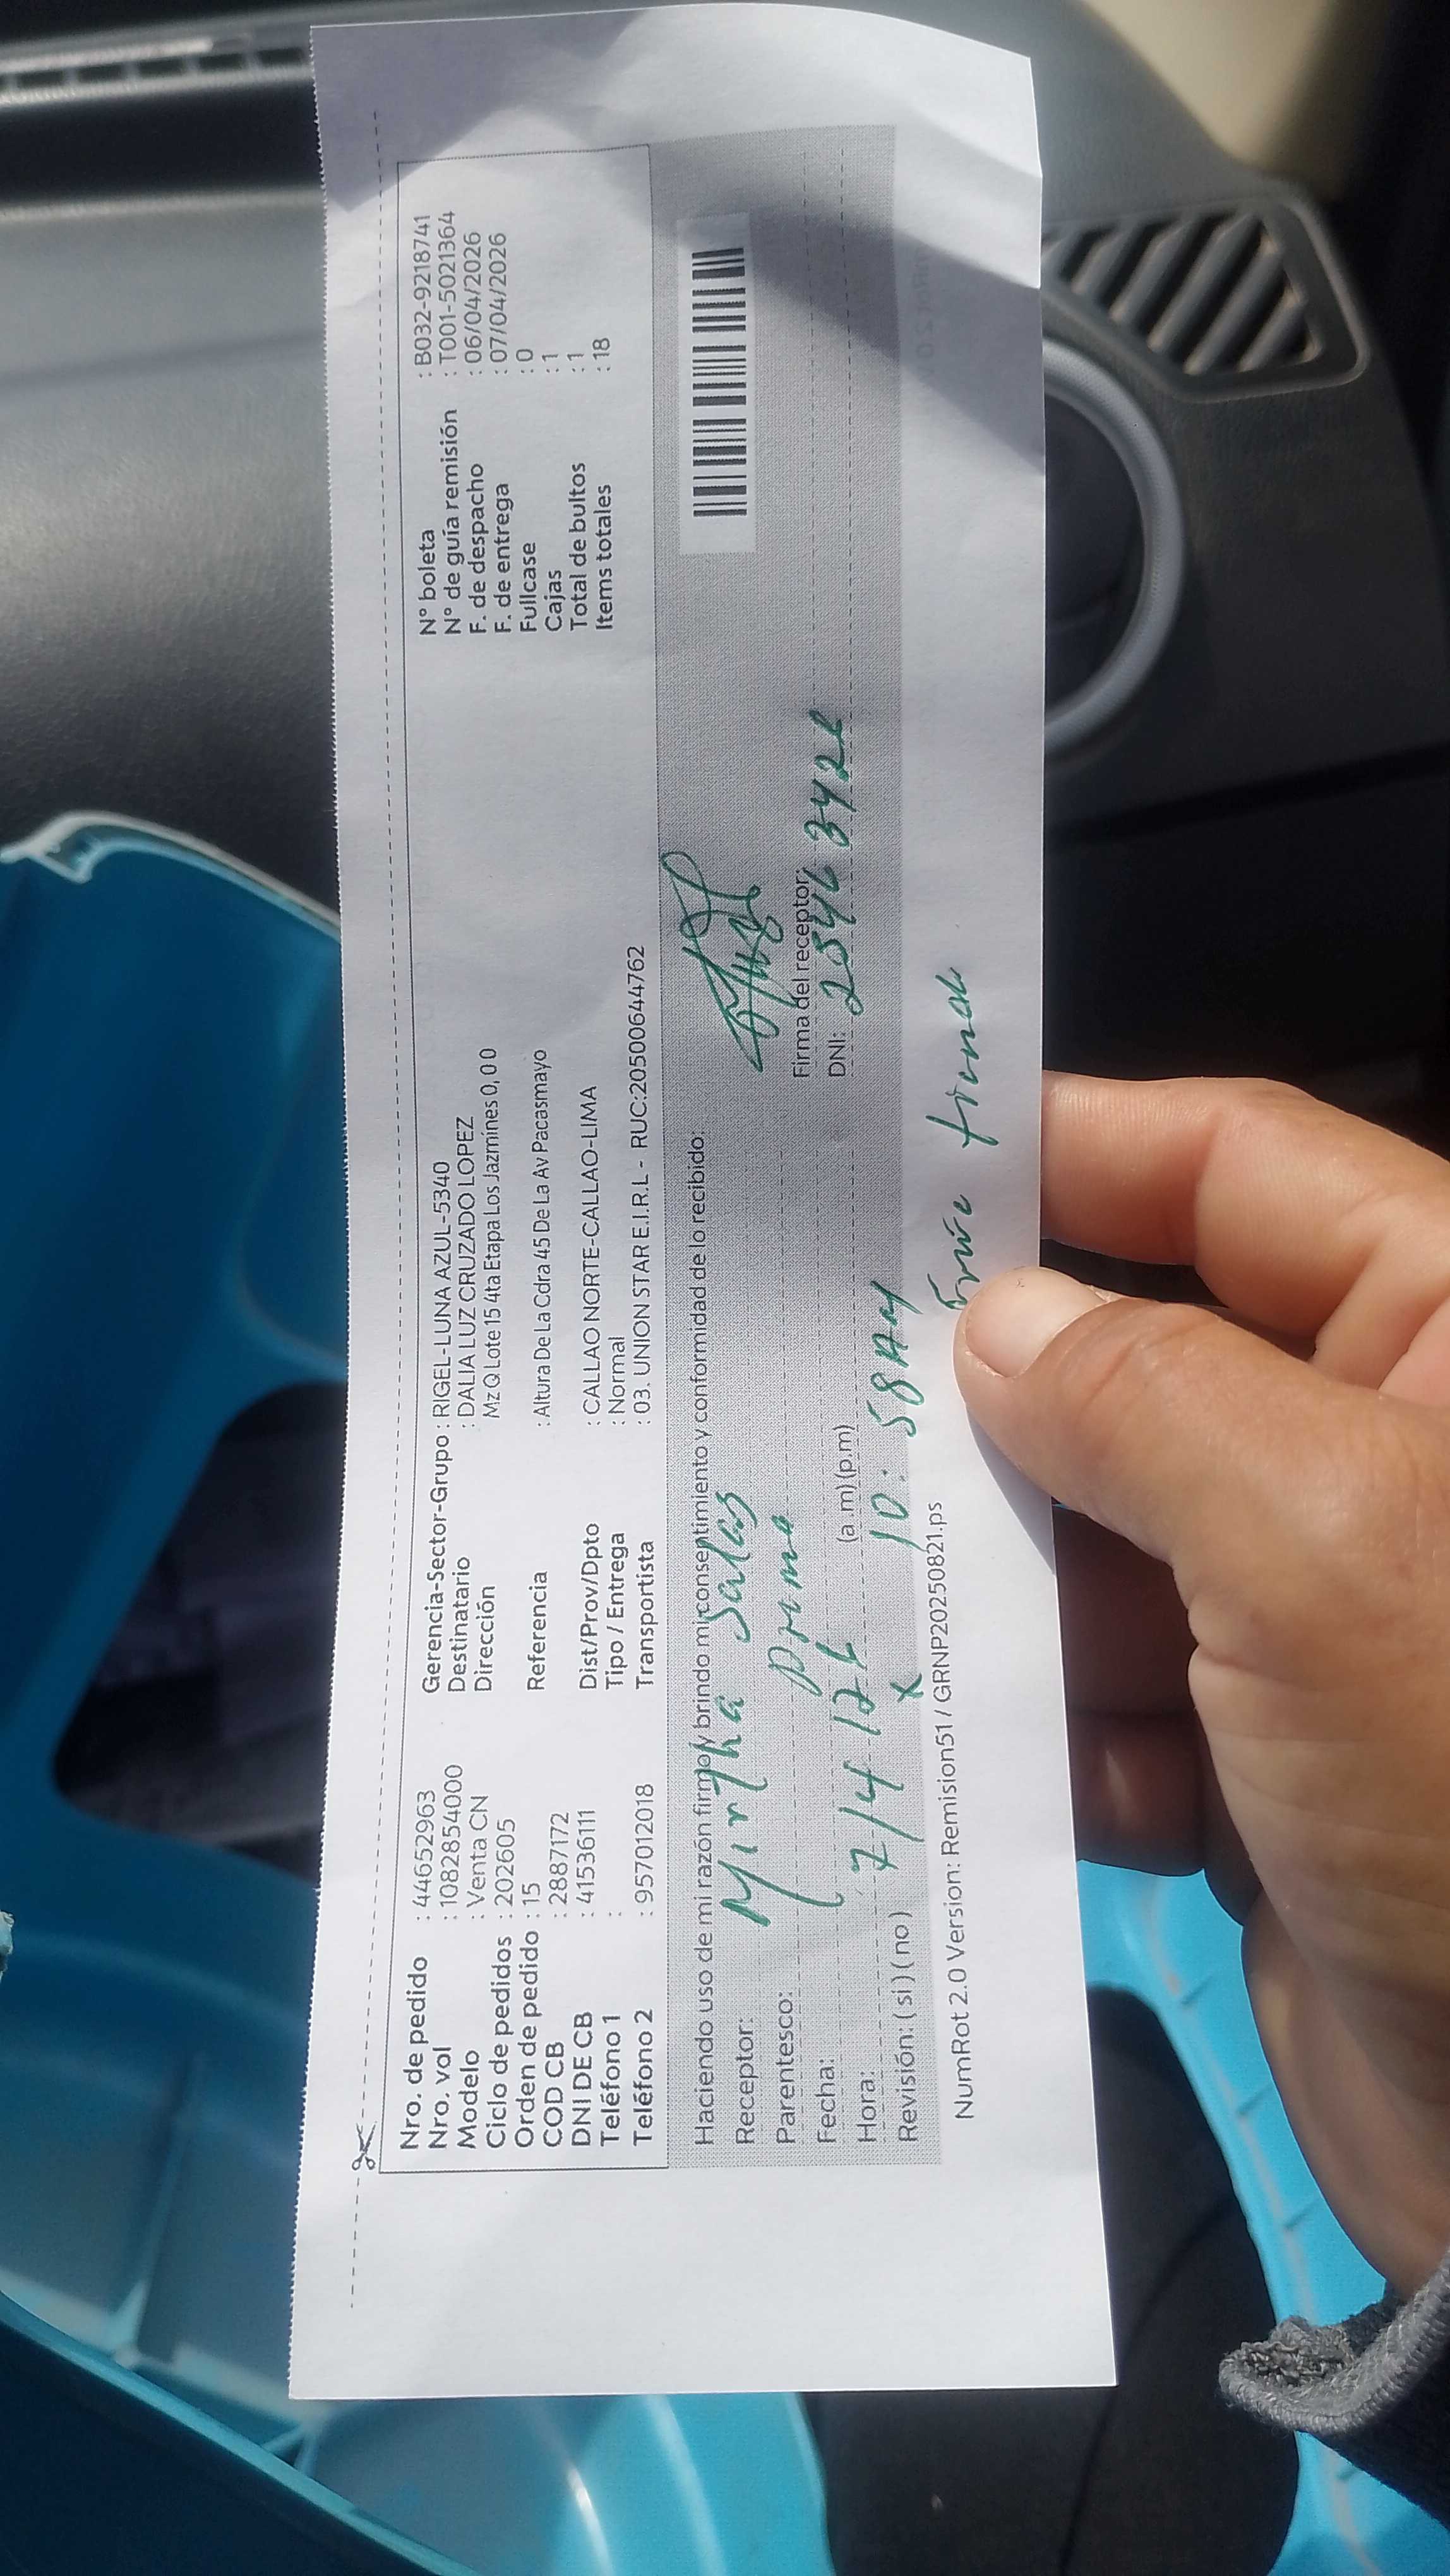 Nro. de pedido : 44652963
Nro. vol : 1082854000
Modelo : Venta CN
Ciclo de pedidos : 202605
Orden de pedido : 15
COD CB : 2887172
DNI DE CB : 41536111
Teléfono 1 :
Teléfono 2 : 957012018
Gerencia-Sector-Grupo : RIGEL-LUNA AZUL-5340
Destinatario : DALIA LUZ CRUZADO LOPEZ
Dirección Mz Q Lote 15 4ta Etapa Los Jazmines 0, 0 0
Referencia : Altura De La Cdra 45 De La Av Pacasmayo
Dist/Prov/Dpto : CALLAO NORTE-CALLAO-LIMA
Tipo / Entrega : Normal
Transportista : 03. UNION STAR E.I.R.L - RUC:20500644762
N° boleta : B032-9218741
N° de guía remisión : T001-5021364
F. de despacho : 06/04/2026
F. de entrega : 07/04/2026
Fullcase : 0
Cajas : 1
Total de bultos : 1
Items totales : 18
Haciendo uso de mi razón firmo y brindo mi consentimiento y conformidad de lo recibido:
Receptor: Mirtha Salas
Parentesco: Prima
Fecha: 7/4/26
Hora: 10:58 AM (a.m) (p.m)
Revisión: ( si ) ( no ) x
Firma del receptor:
DNI: 2546 3422
NumRot 2.0 Version: Remision51 / GRNP20250821.ps